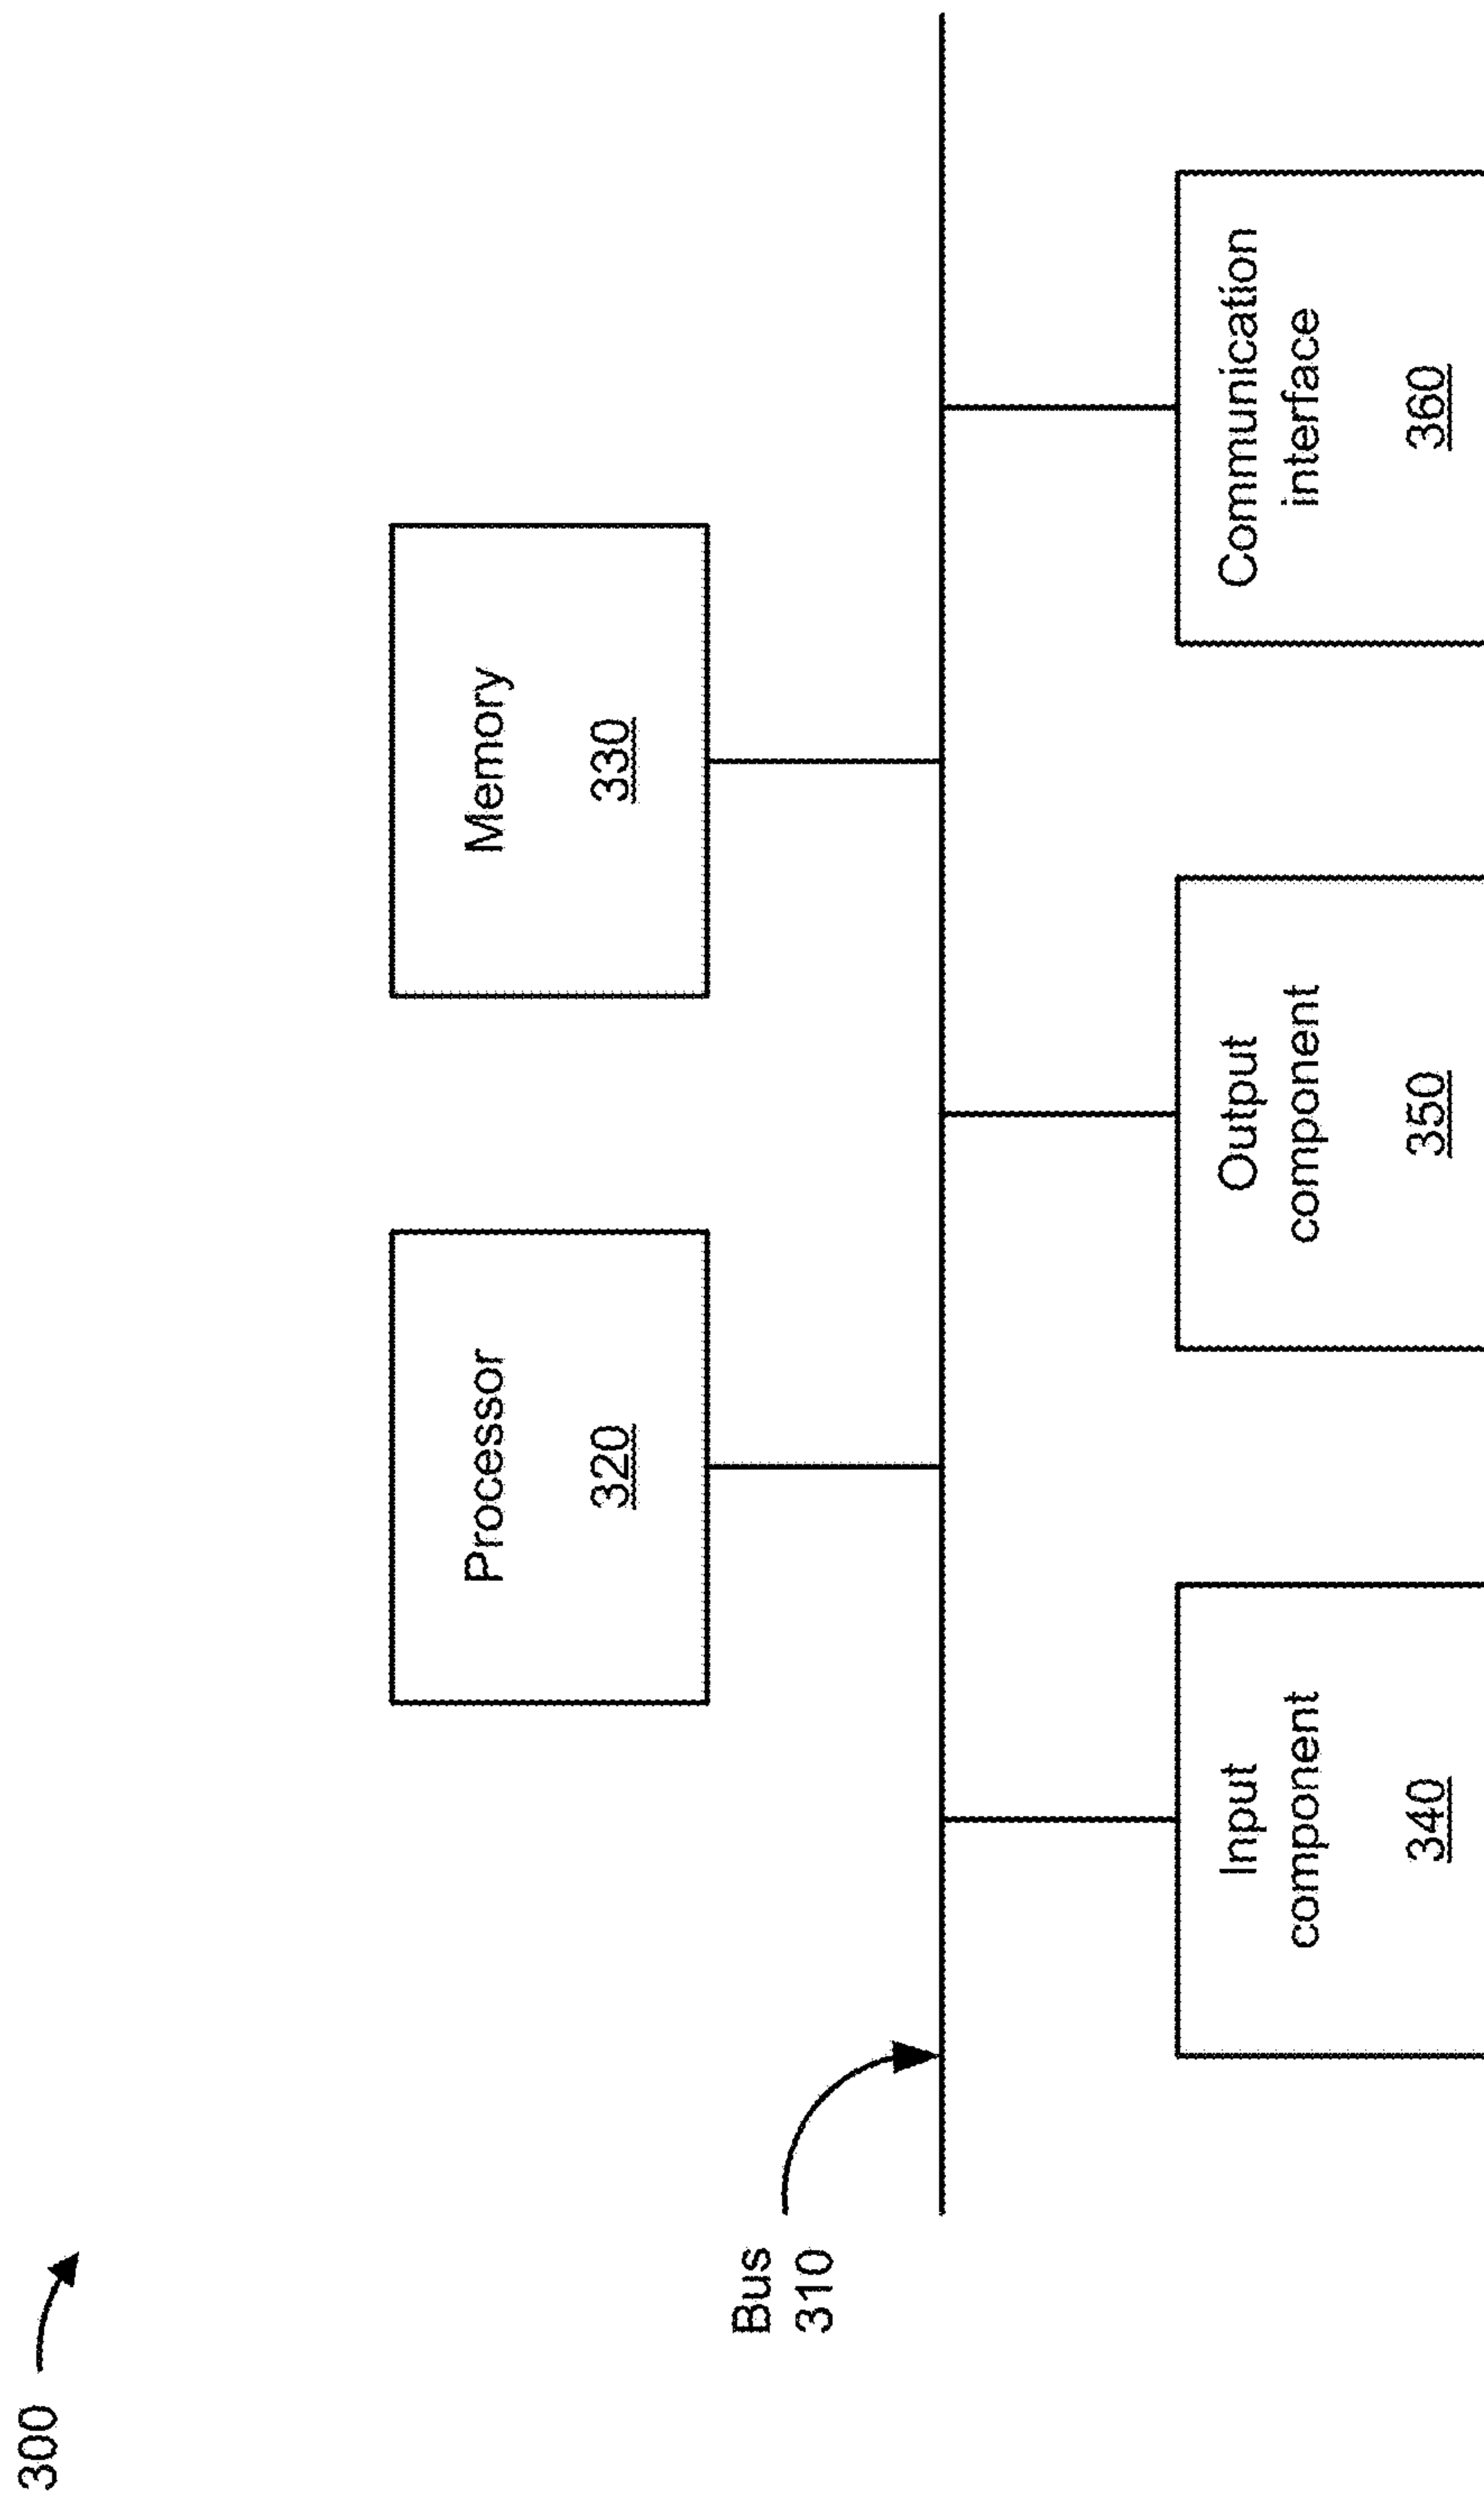 300
Processor
320
Memory
330
Bus
310
Input
component
340
Output
component
350
Communication
interface
360